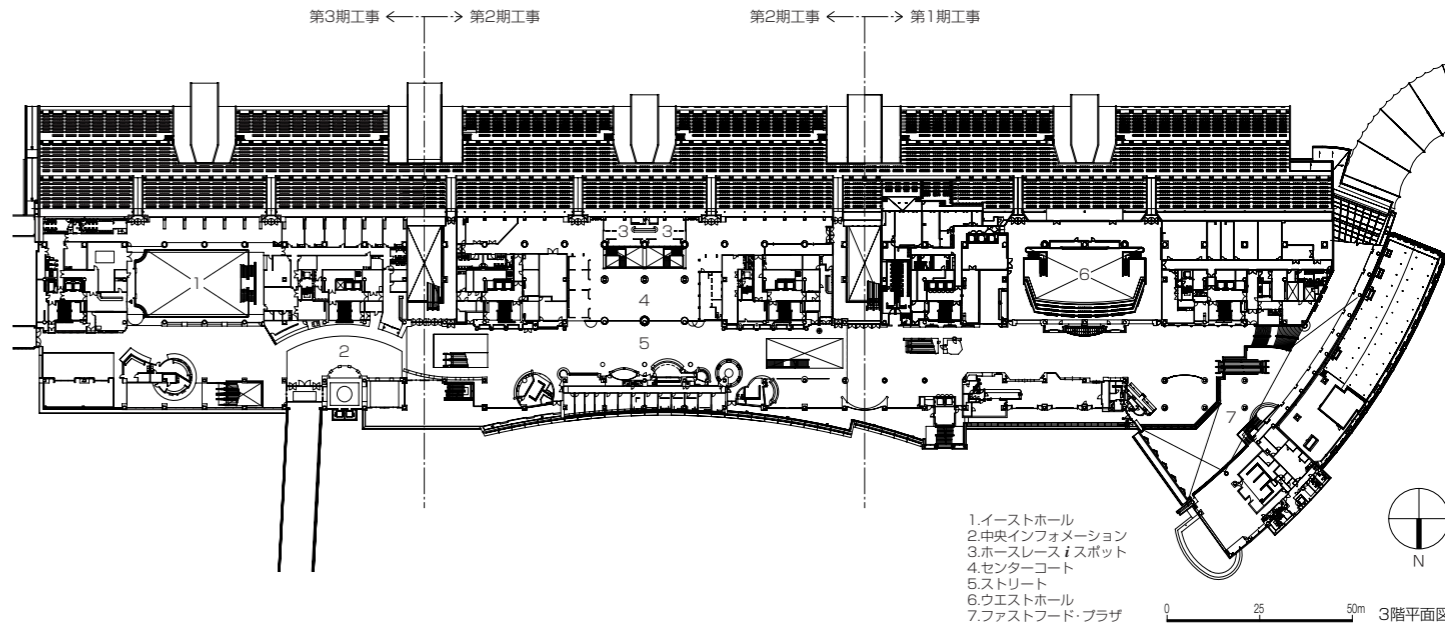 第3期工事 第2期工事
第2期工事 第1期工事
3 3
1
6
4
2
5
7
1.イーストホール
2.中央インフォメーション
3.ホースレース i スポット
4.センターコート
5.ストリート
6.ウエストホール
7.ファストフード・プラザ
N
0 25 50m 3階平面図